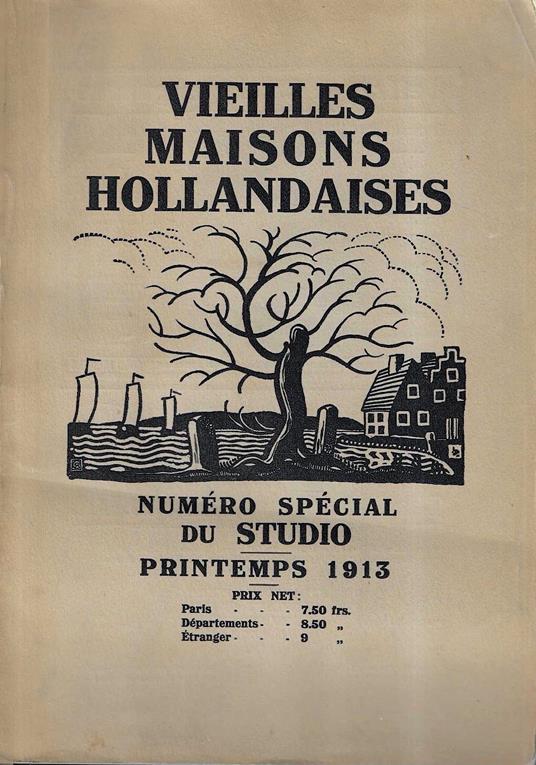 VIEILLES
MAISONS
HOLLANDAISES
NUMÉRO SPÉCIAL
DU STUDIO
PRINTEMPS 1913
PRIX NET:
Paris - - - 7.50 frs.
Départements - - 8.50 „
Étranger - - - 9 „